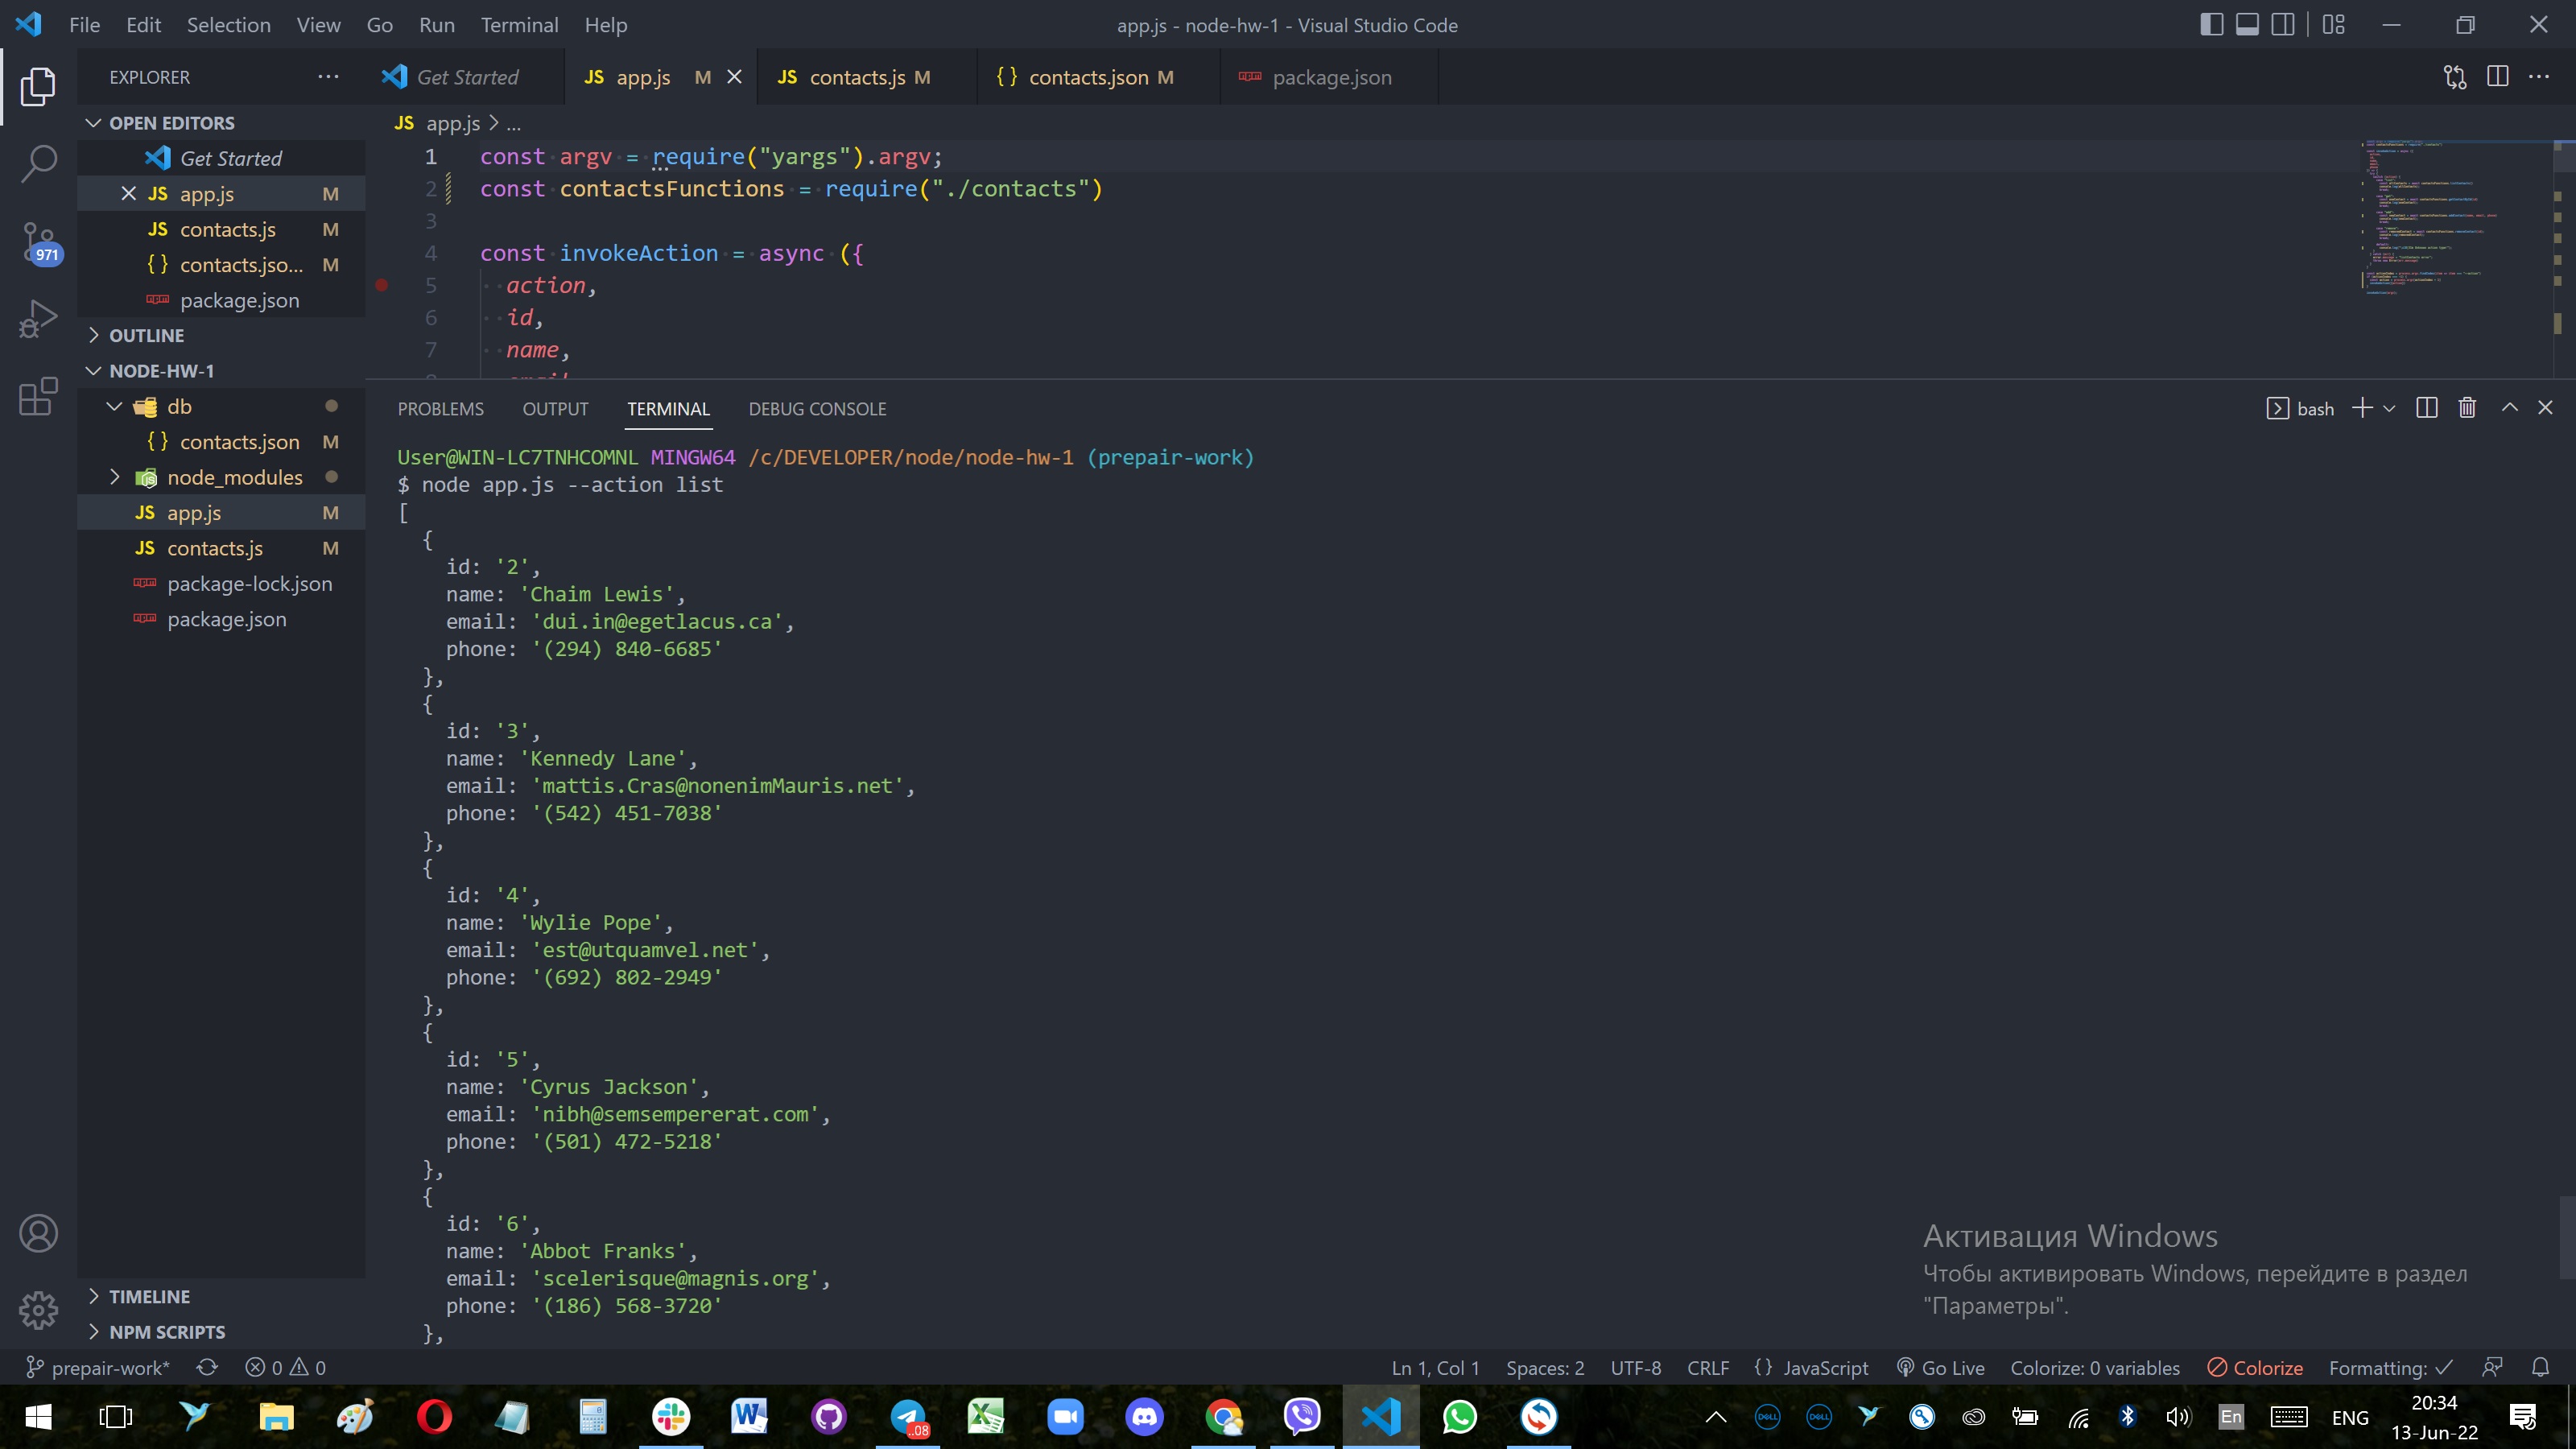 File Edit Selection View Go Run Terminal Help
app.js - node-hw-1 - Visual Studio Code
EXPLORER
Get Started
JS app.js M
JS contacts.js M
{ } contacts.json M
package.json
OPEN EDITORS
Get Started
JS app.js M
JS contacts.js M
{ } contacts.jso... M
package.json
971
OUTLINE
NODE-HW-1
db
{ } contacts.json M
node_modules
JS app.js M
JS contacts.js M
package-lock.json
package.json
TIMELINE
NPM SCRIPTS
JS app.js > ...
1 const argv = require("yargs").argv;
2 const contactsFunctions = require("./contacts")
3
4 const invokeAction = async ({
5 action,
6 id,
7 name,
PROBLEMS OUTPUT TERMINAL DEBUG CONSOLE
bash
User@WIN-LC7TNHCOMNL MINGW64 /c/DEVELOPER/node/node-hw-1 (prepair-work)
$ node app.js --action list
[
{
id: '2',
name: 'Chaim Lewis',
email: 'dui.in@egetlacus.ca',
phone: '(294) 840-6685'
},
{
id: '3',
name: 'Kennedy Lane',
email: 'mattis.Cras@nonenimMauris.net',
phone: '(542) 451-7038'
},
{
id: '4',
name: 'Wylie Pope',
email: 'est@utquamvel.net',
phone: '(692) 802-2949'
},
{
id: '5',
name: 'Cyrus Jackson',
email: 'nibh@semsempererat.com',
phone: '(501) 472-5218'
},
{
id: '6',
name: 'Abbot Franks',
email: 'scelerisque@magnis.org',
phone: '(186) 568-3720'
},
Активация Windows
Чтобы активировать Windows, перейдите в раздел
"Параметры".
prepair-work* 0 0
Ln 1, Col 1 Spaces: 2 UTF-8 CRLF { } JavaScript Go Live Colorize: 0 variables Colorize Formatting:
..08
DELL DELL En ENG
20:34
13-Jun-22